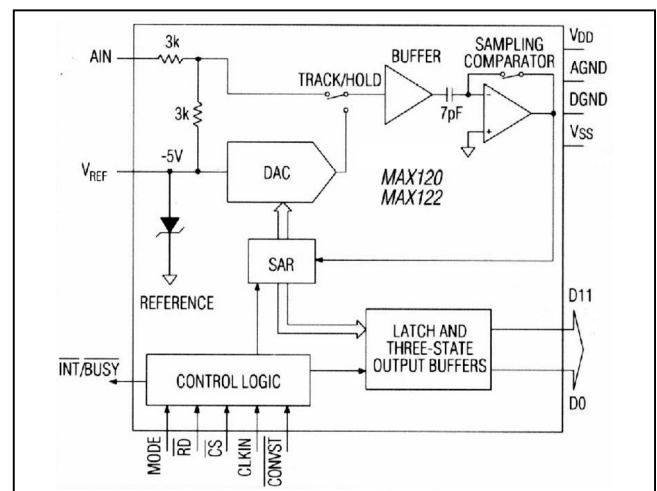 3k
AIN
BUFFER
SAMPLING
COMPARATOR
VDD
AGND
TRACK/HOLD
3k
7pF
DGND
-5V
VSS
VREF
DAC
MAX120
MAX122
SAR
REFERENCE
D11
LATCH AND
THREE-STATE
OUTPUT BUFFERS
INT/BUSY
CONTROL LOGIC
D0
MODE
RD
CS
CLKIN
CONVST